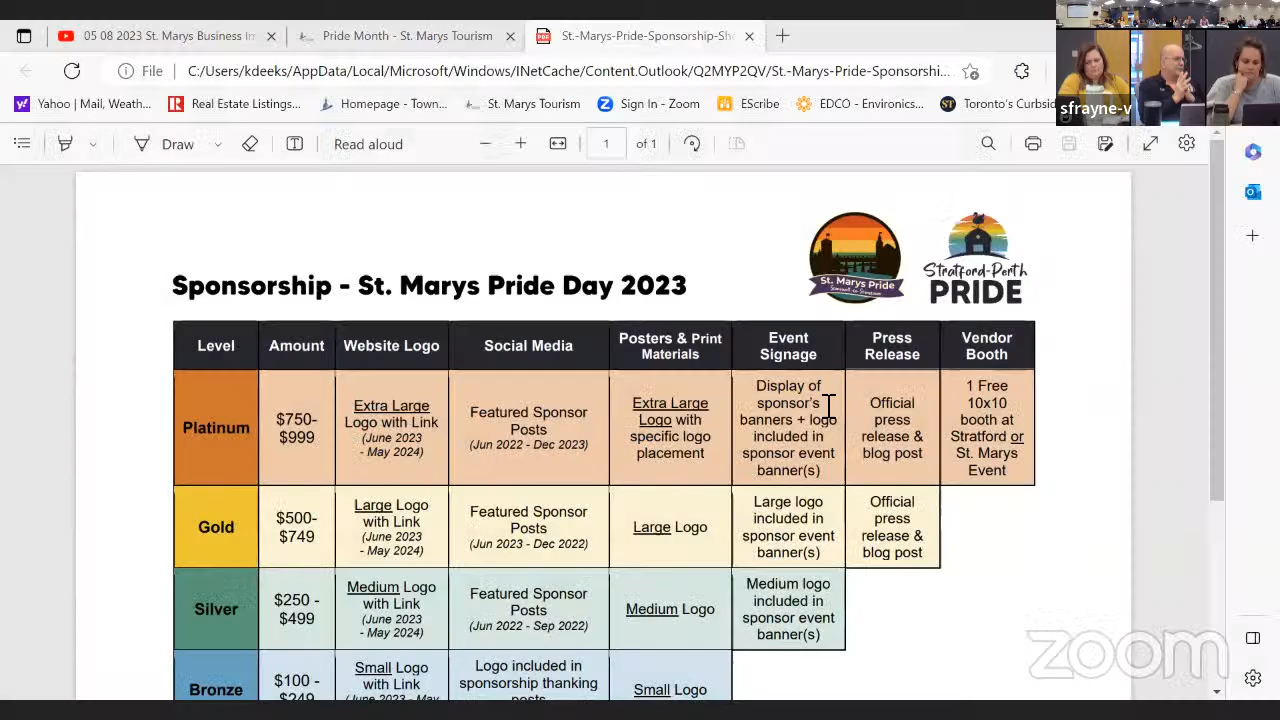 05 08 2023 St. Marys Business In
Pride Month - St. Marys Tourism
St.-Marys-Pride-Sponsorship-Sh
File
C:/Users/kdeeks/AppData/Local/Microsoft/Windows/INetCache/Content.Outlook/Q2MYP2QV/St.-Marys-Pride-Sponsorshi...
Yahoo | Mail, Weath...
Real Estate Listings...
Homepage - Town...
St. Marys Tourism
Sign In - Zoom
EScribe
EDCO - Environics...
Toronto's Curbsid
sfrayne-v
Draw
Read aloud
1
of 1
St. Marys Pride
Stratford-Perth
PRIDE
Sponsorship - St. Marys Pride Day 2023
Level
Amount
Website Logo
Social Media
Posters & Print
Materials
Event
Signage
Press
Release
Vendor
Booth
Platinum
$750-
$999
Extra Large
Logo with Link
(June 2023
- May 2024)
Featured Sponsor
Posts
(Jun 2022 - Dec 2023)
Extra Large
Logo with
specific logo
placement
Display of
sponsor's
banners + logo
included in
sponsor event
banner(s)
Official
press
release &
blog post
1 Free
10x10
booth at
Stratford or
St. Marys
Event
Gold
$500-
$749
Large Logo
with Link
(June 2023
- May 2024)
Featured Sponsor
Posts
(Jun 2023 - Dec 2022)
Large Logo
Large logo
included in
sponsor event
banner(s)
Official
press
release &
blog post
Silver
$250 -
$499
Medium Logo
with Link
(June 2023
- May 2024)
Featured Sponsor
Posts
(Jun 2022 - Sep 2022)
Medium Logo
Medium logo
included in
sponsor event
banner(s)
Bronze
$100 -
$249
Small Logo
with Link
(June 2023 - May
Logo included in
sponsorship thanking
posts
Small Logo
zoom